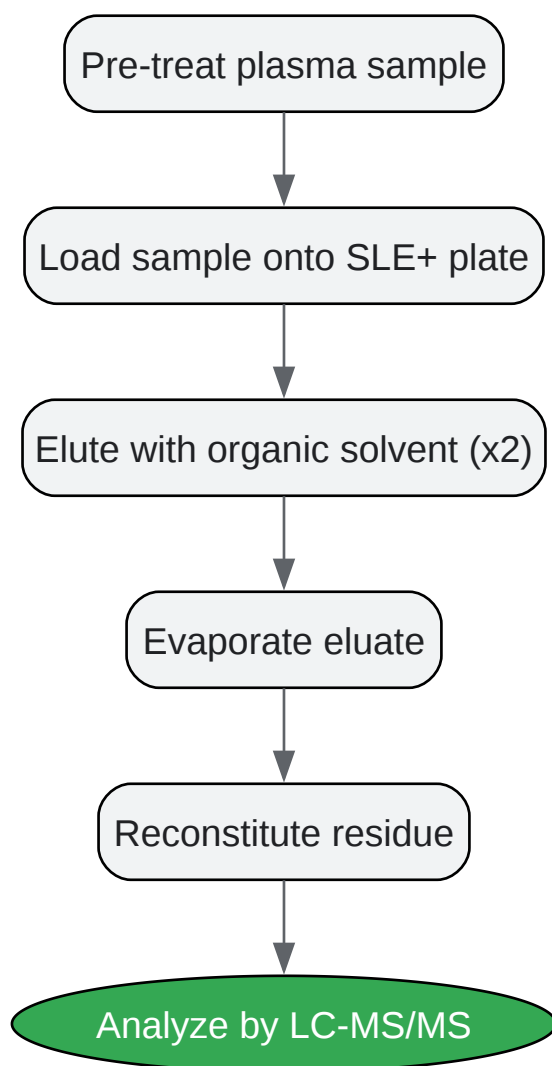 Pre-treat plasma sample
Load sample onto SLE+ plate
Elute with organic solvent (x2)
Evaporate eluate
Reconstitute residue
Analyze by LC-MS/MS